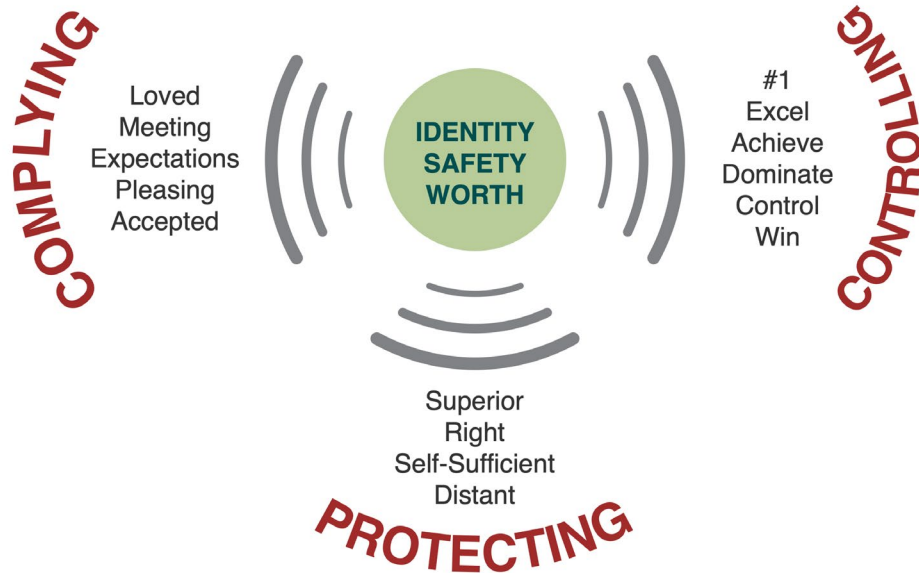 COMPLYING
Loved
Meeting
Expectations
Pleasing
Accepted
IDENTITY
SAFETY
WORTH
#1
Excel
Achieve
Dominate
Control
Win
CONTROLLING
Superior
Right
Self-Sufficient
Distant
PROTECTING